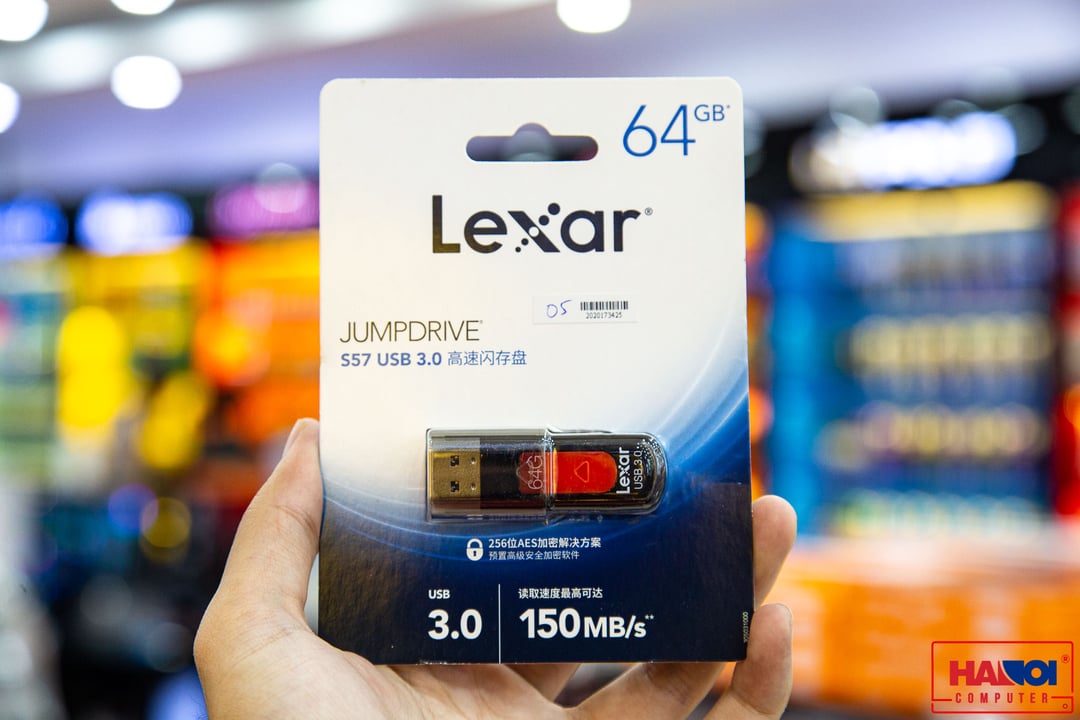 64GB*
Lexar®
05
2020173425
JUMPDRIVE®
S57 USB 3.0 高速闪存盘
64G
Lexar
USB 3.0
256位AES加密解决方案
预置高级安全加密软件
USB
3.0
读取速度最高可达
150MB/s**
HANOI®
COMPUTER